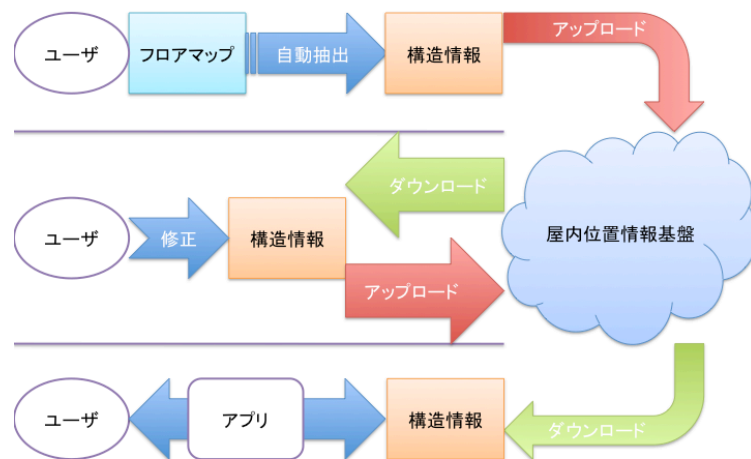 ユーザ
フロアマップ
自動抽出
構造情報
アップロード
ユーザ
修正
構造情報
ダウンロード
アップロード
屋内位置情報基盤
ユーザ
アプリ
構造情報
ダウンロード